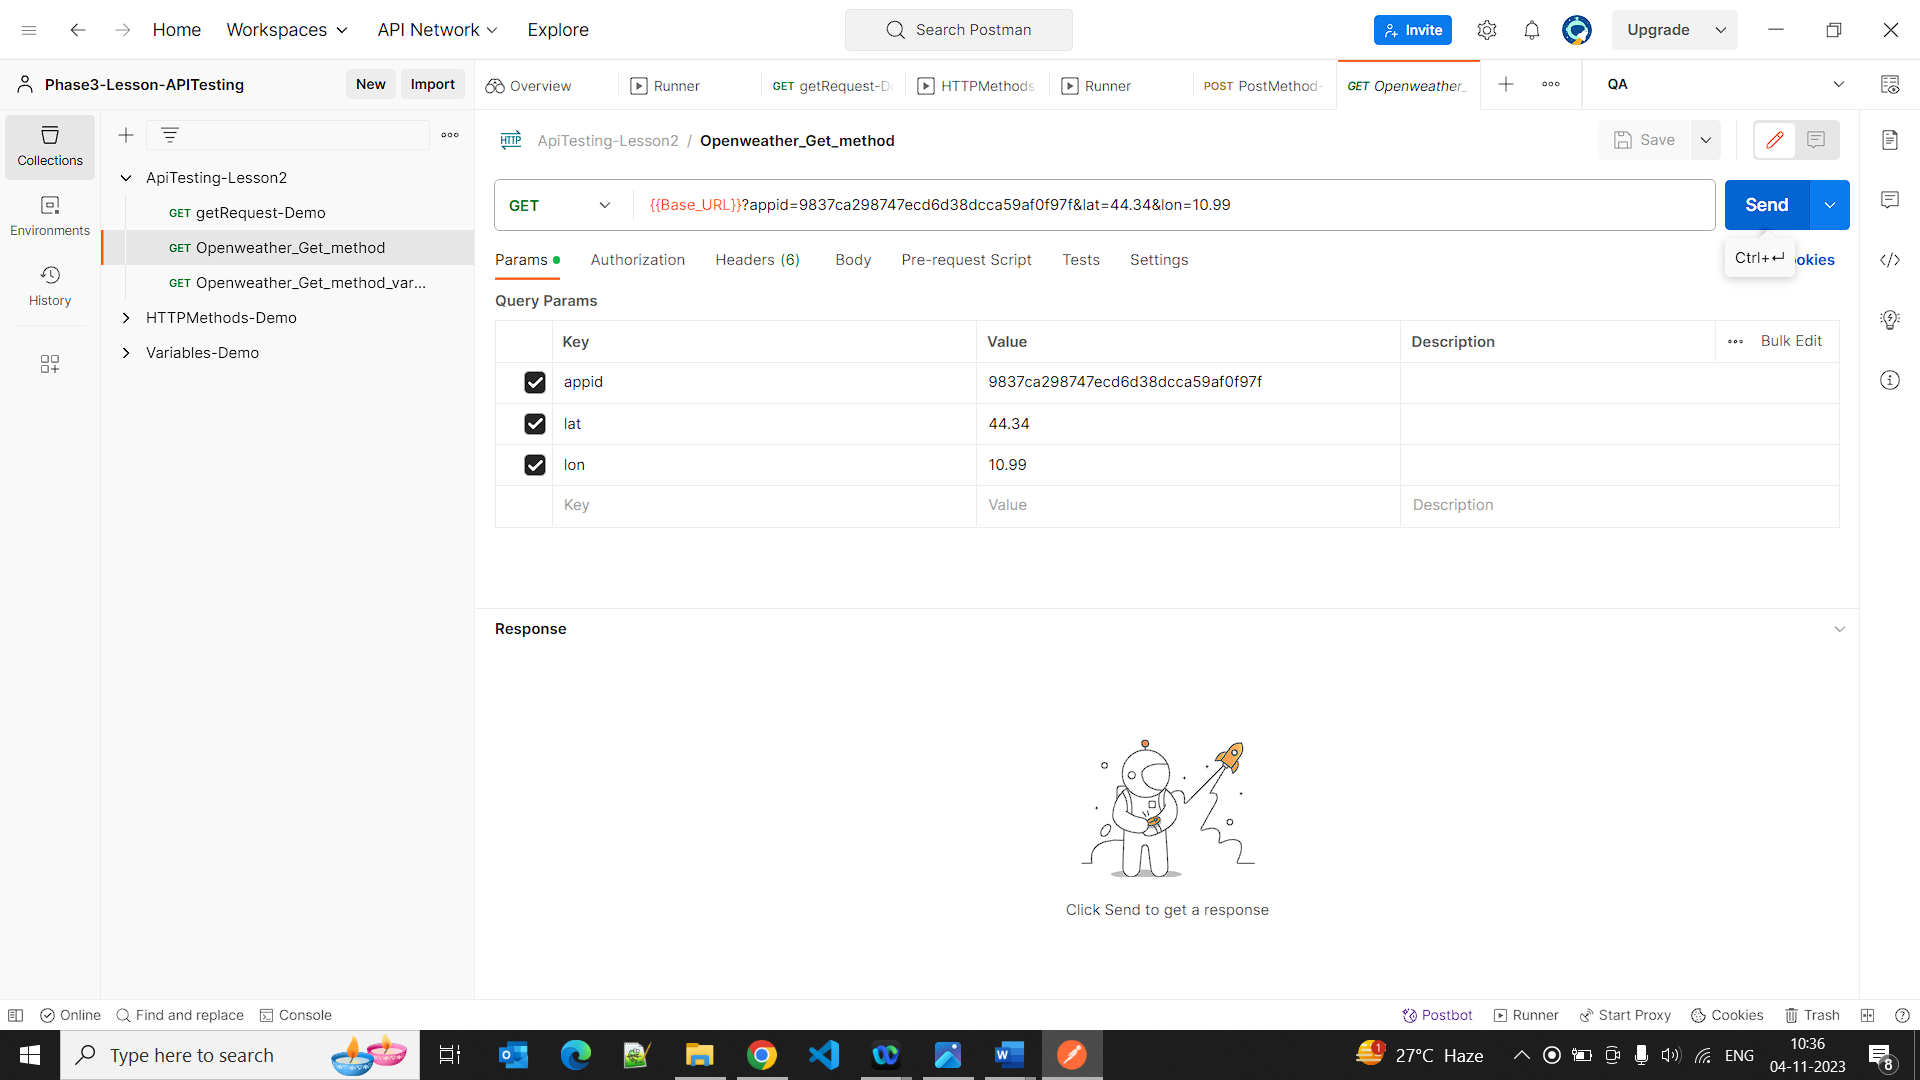 Home
Workspaces
API Network
Explore
Search Postman
Invite
Upgrade
Phase3-Lesson-APITesting
New
Import
Overview
Runner
GET getRequest-D
HTTPMethods
Runner
POST PostMethod-
GET Openweather_
QA
Collections
Environments
History
ApiTesting-Lesson2
GET getRequest-Demo
GET Openweather_Get_method
GET Openweather_Get_method_var...
HTTPMethods-Demo
Variables-Demo
HTTP ApiTesting-Lesson2 / Openweather_Get_method
Save
GET
{{Base_URL}}?appid=9837ca298747ecd6d38dcca59af0f97f&lat=44.34&lon=10.99
Send
Ctrl+↵
ookies
Params
Authorization
Headers (6)
Body
Pre-request Script
Tests
Settings
Query Params
Key Value Description
Bulk Edit
appid 9837ca298747ecd6d38dcca59af0f97f
lat 44.34
lon 10.99
Key Value Description
Response
Click Send to get a response
Online
Find and replace
Console
Postbot
Runner
Start Proxy
Cookies
Trash
Type here to search
1
27°C Haze
ENG
10:36
04-11-2023
8